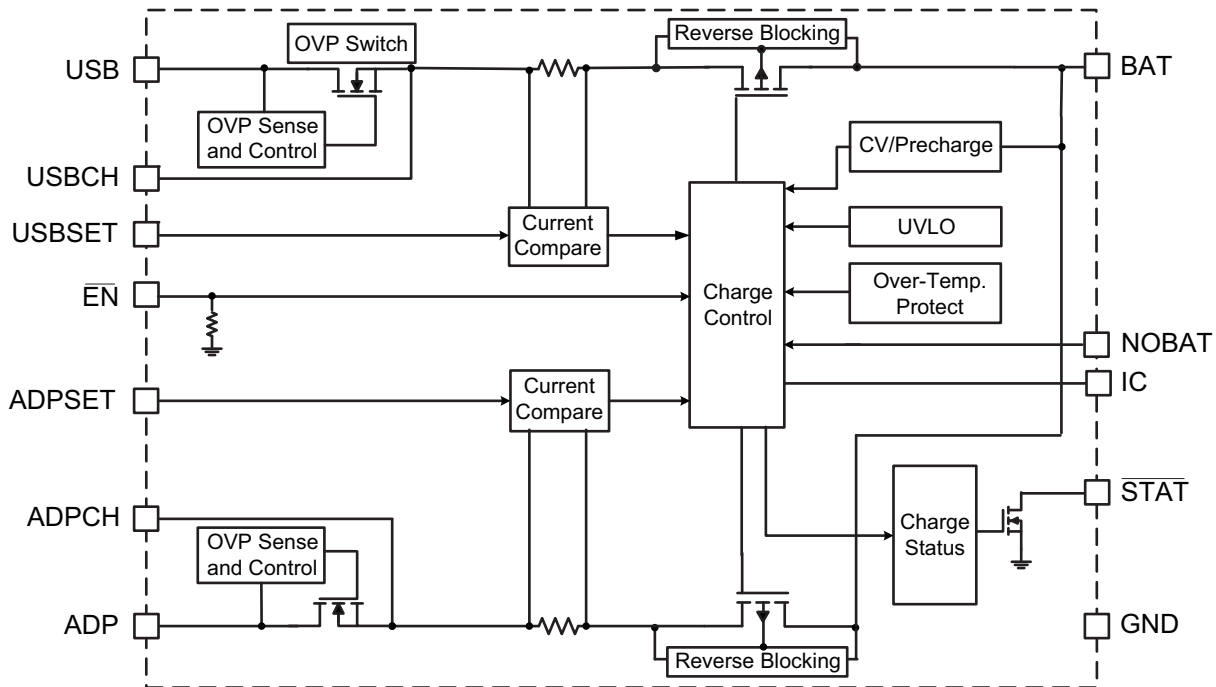 OVP Switch
Reverse Blocking
USB
BAT
OVP Sense
and Control
CV/Precharge
USBCH
USBSET
Current
Compare
UVLO
EN
Charge
Control
Over-Temp.
Protect
NOBAT
IC
ADPSET
Current
Compare
STAT
ADPCH
OVP Sense
and Control
Charge
Status
ADP
GND
Reverse Blocking